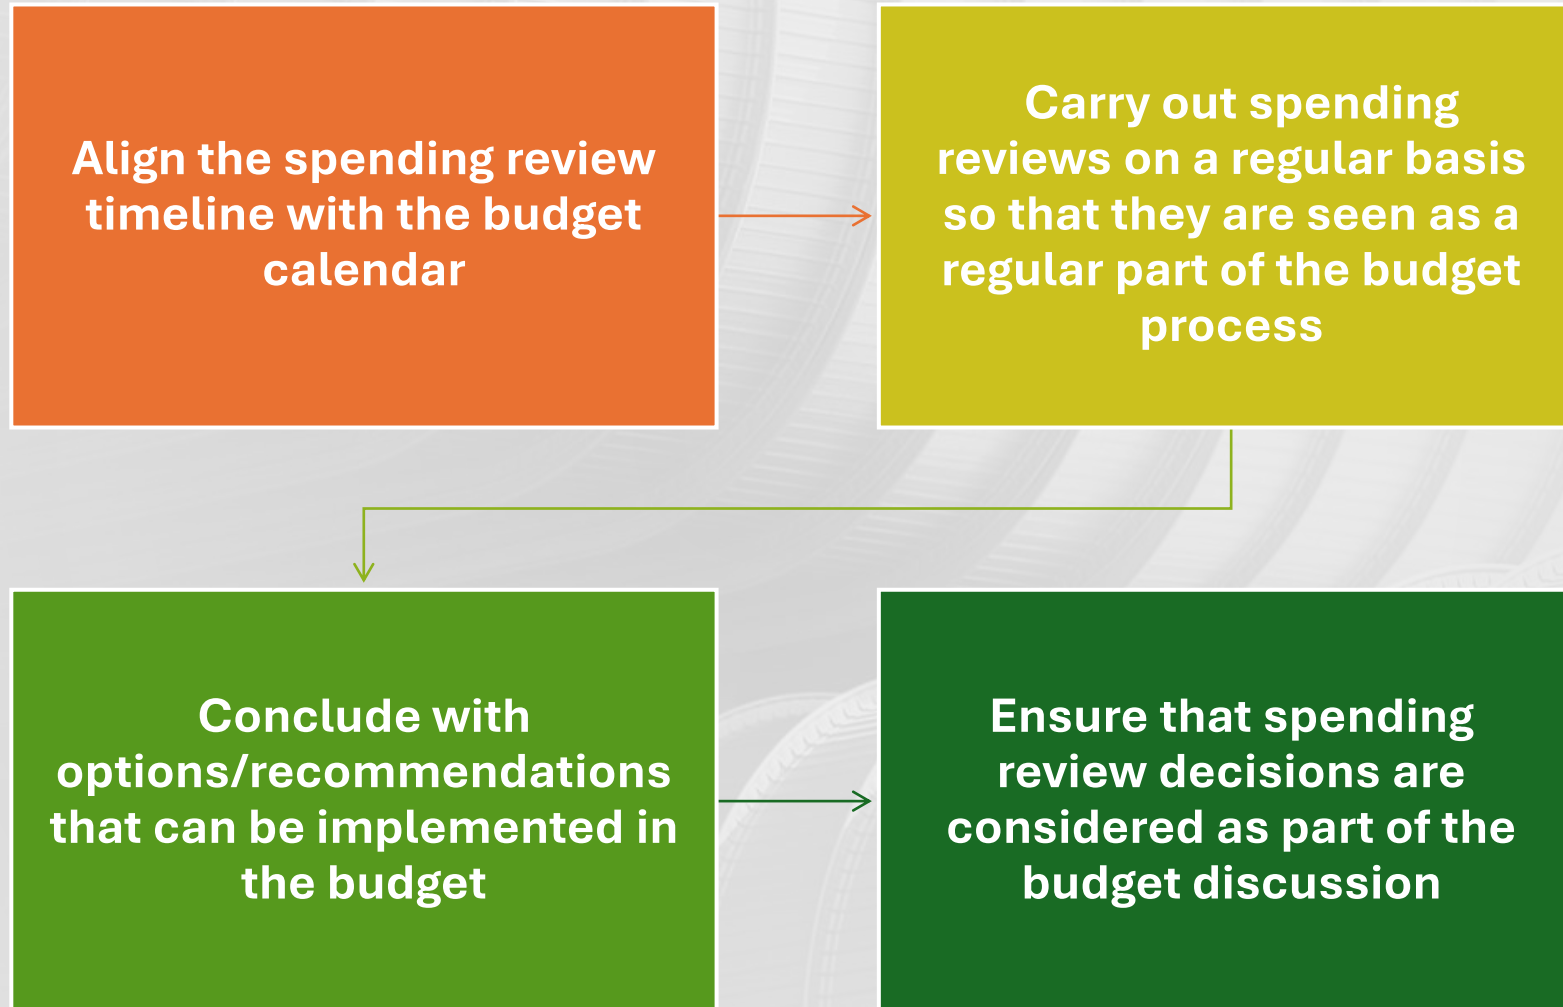 Align the spending review
timeline with the budget
calendar
Carry out spending
reviews on a regular basis
so that they are seen as a
regular part of the budget
process
Conclude with
options/recommendations
that can be implemented in
the budget
Ensure that spending
review decisions are
considered as part of the
budget discussion